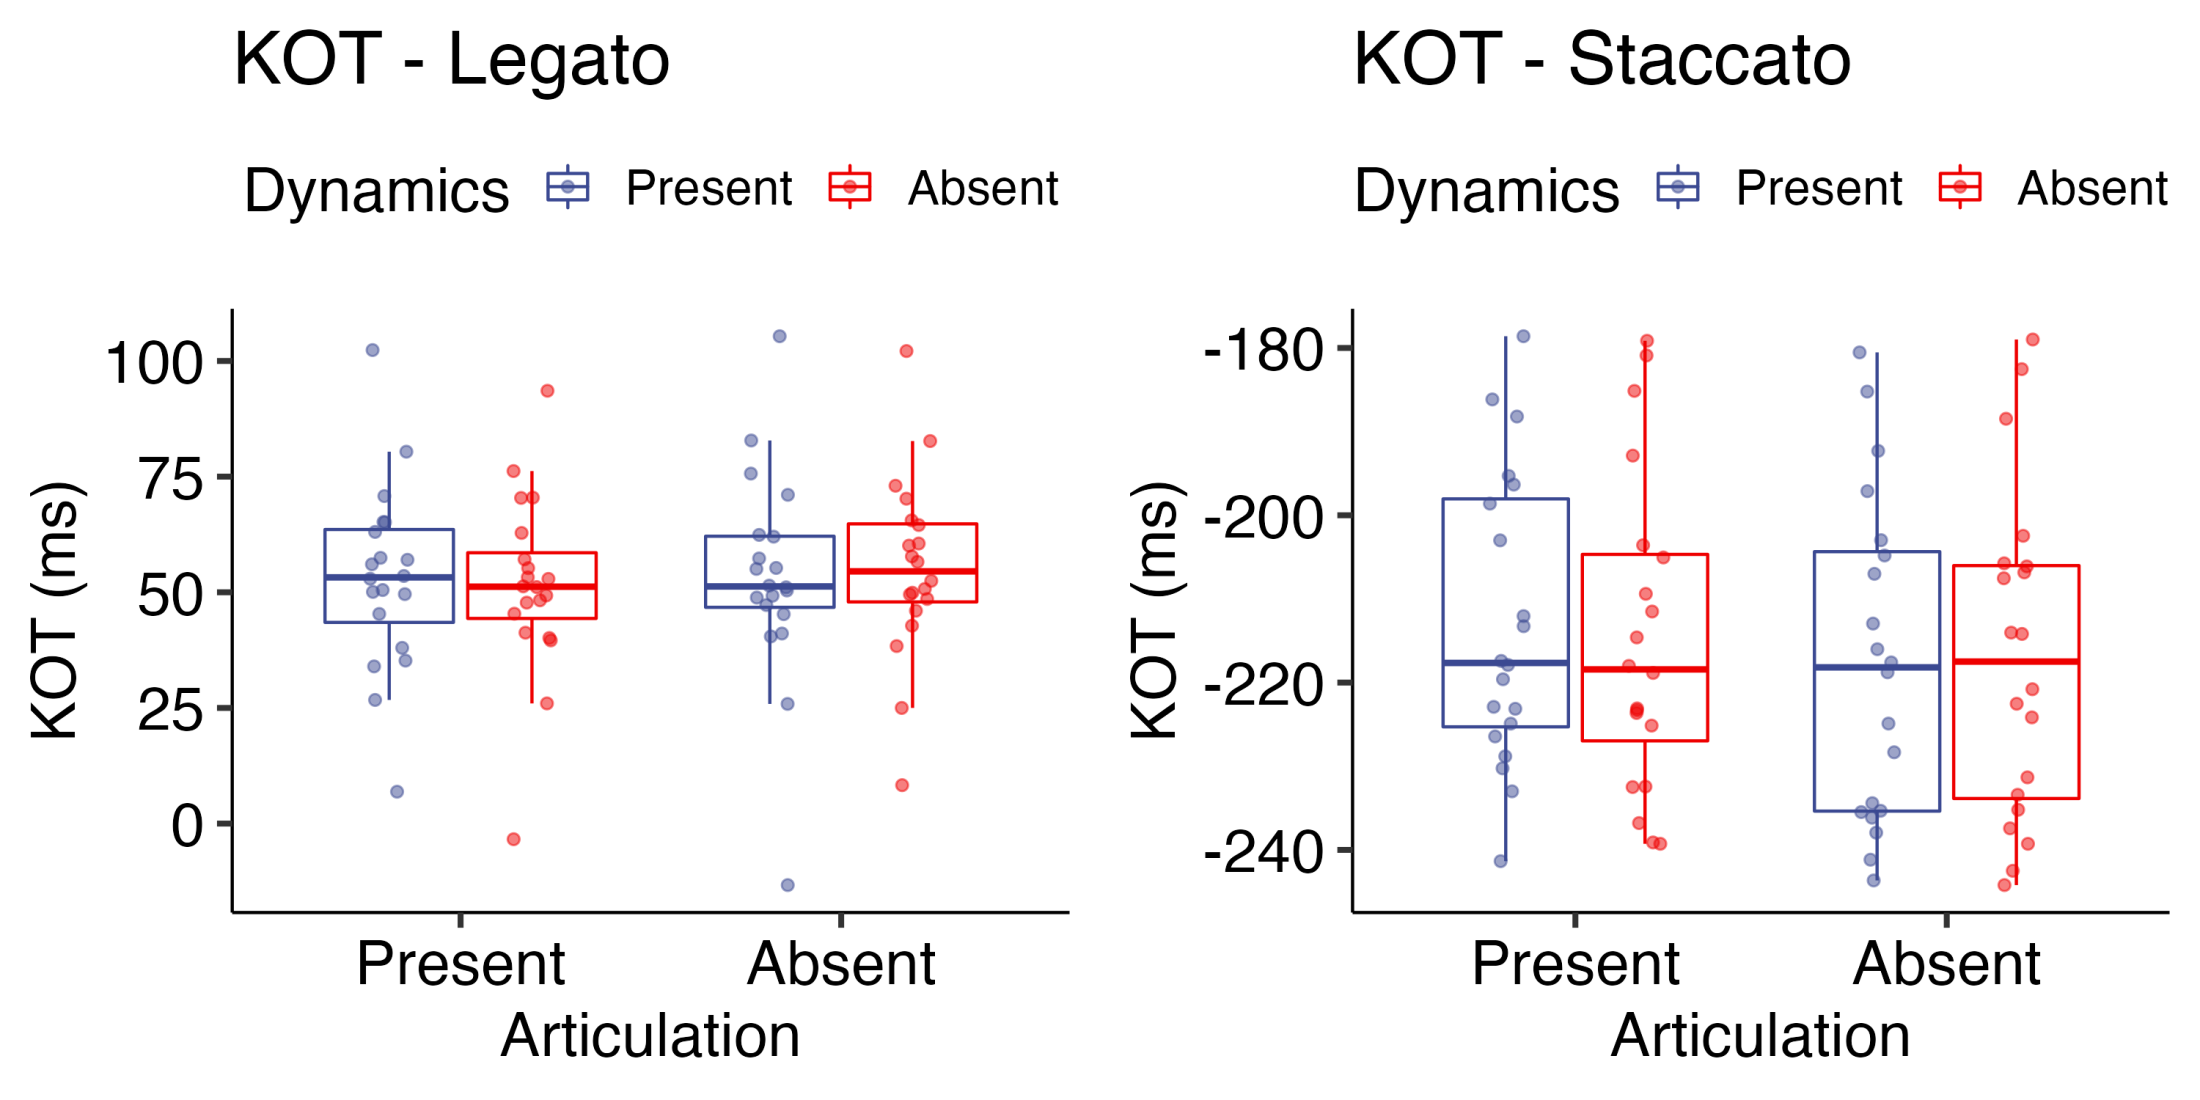 KOT - Legato
Dynamics Present Absent
KOT (ms)
100
75
50
25
0
Present Absent
Articulation
KOT - Staccato
Dynamics Present Absent
KOT (ms)
-180
-200
-220
-240
Present Absent
Articulation